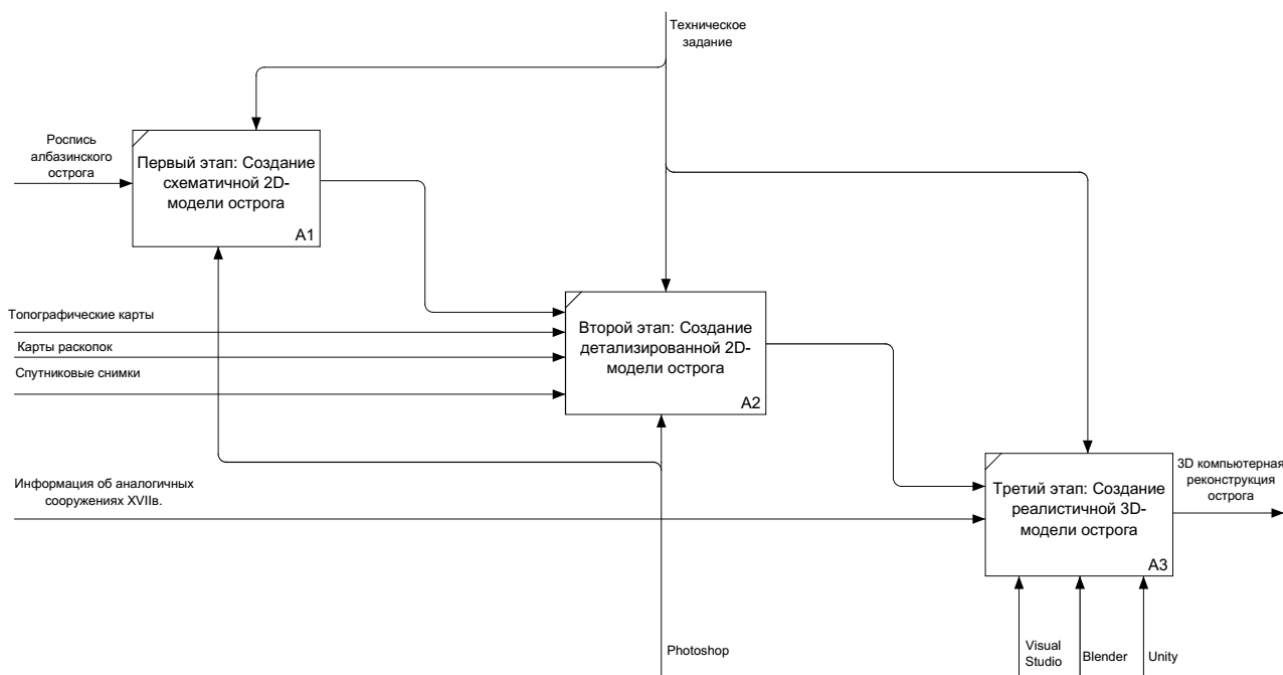 Техническое
задание
Роспись
албазинского
острога
Первый этап: Создание
схематичной 2D-
модели острога
A1
Топографические карты
Карты раскопок
Спутниковые снимки
Второй этап: Создание
детализированной 2D-
модели острога
A2
Информация об аналогичных
сооружениях XVIIв.
Третий этап: Создание
реалистичной 3D-
модели острога
A3
3D компьютерная
реконструкция
острога
Photoshop
Visual
Studio
Blender
Unity